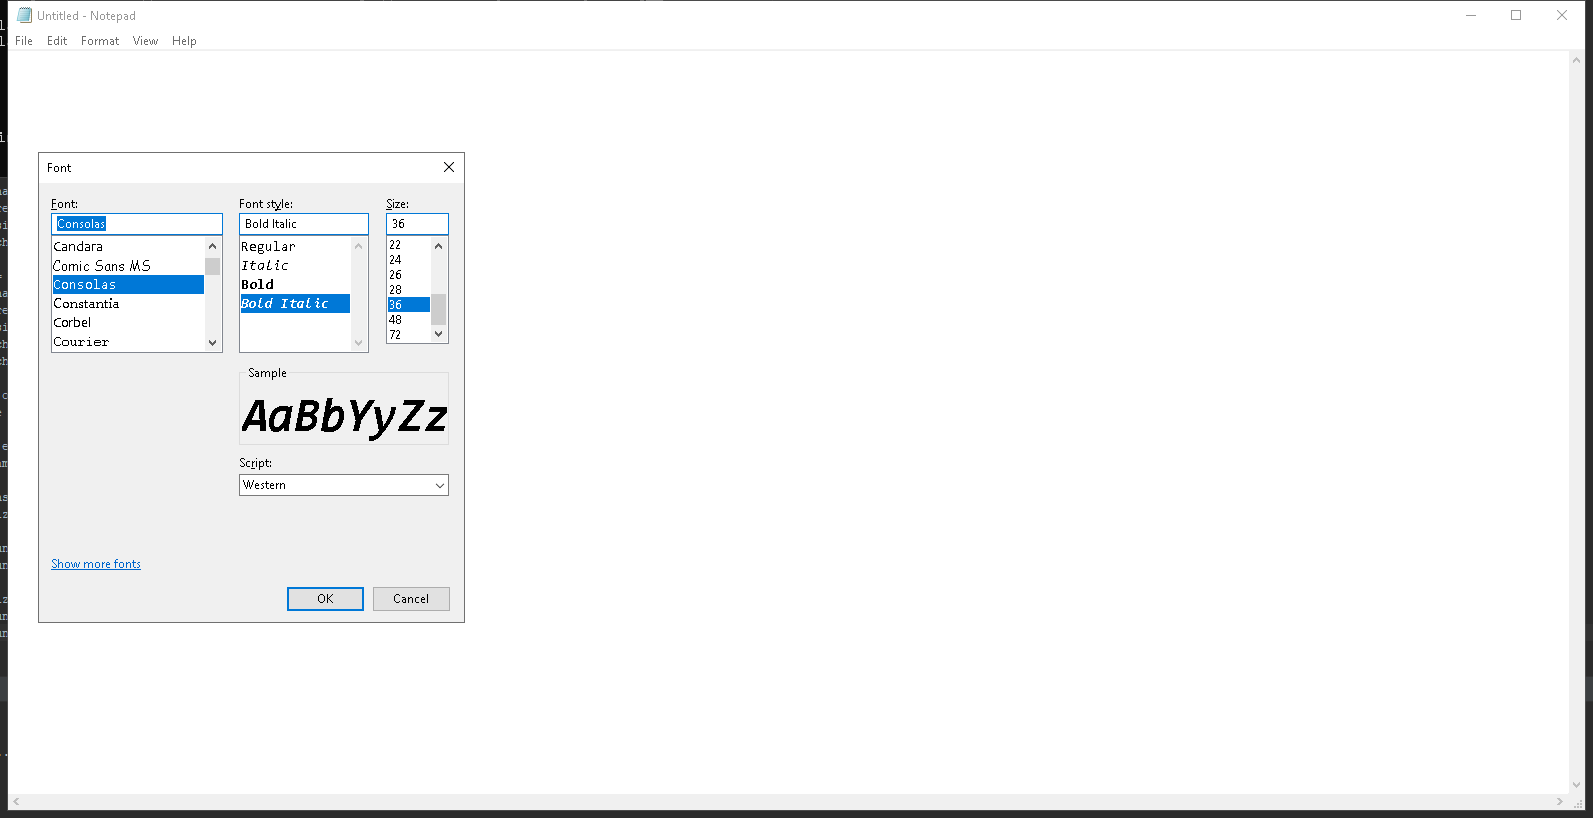 Untitled - Notepad
File Edit Format View Help
Font
Font: Font style: Size:
Consolas Bold Italic 36
Candara
Comic Sans MS
Consolas
Constantia
Corbel
Courier
Regular
Italic
Bold
Bold Italic
22
24
26
28
36
48
72
Sample
AaBbYyZz
Script:
Western
Show more fonts
OK Cancel